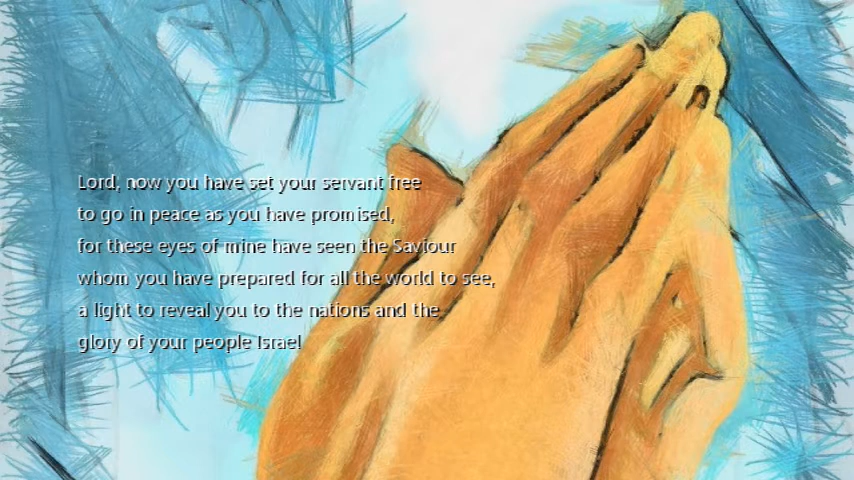 Lord, now you have set your servant free
to go in peace as you have promised,
for these eyes of mine have seen the Saviour
whom you have prepared for all the world to see,
a light to reveal you to the nations and the
glory of your people Israel